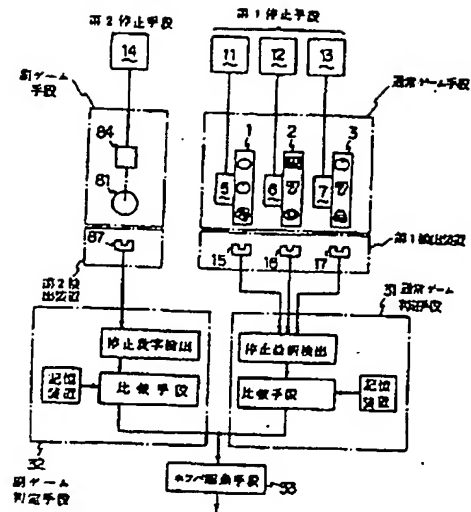 第2停止手段
第1停止手段
14
11
12
13
副ゲーム
手段
通常ゲーム手段
84
81
1
2
3
5
6
7
87
第2検
出装置
15
16
17
第1検出装置
31
通常ゲーム
判定手段
停止数字検出
停止図柄検出
記憶
装置
比較手段
比較手段
記憶
装置
32
副ゲーム
判定手段
ホッパ駆動手段
53